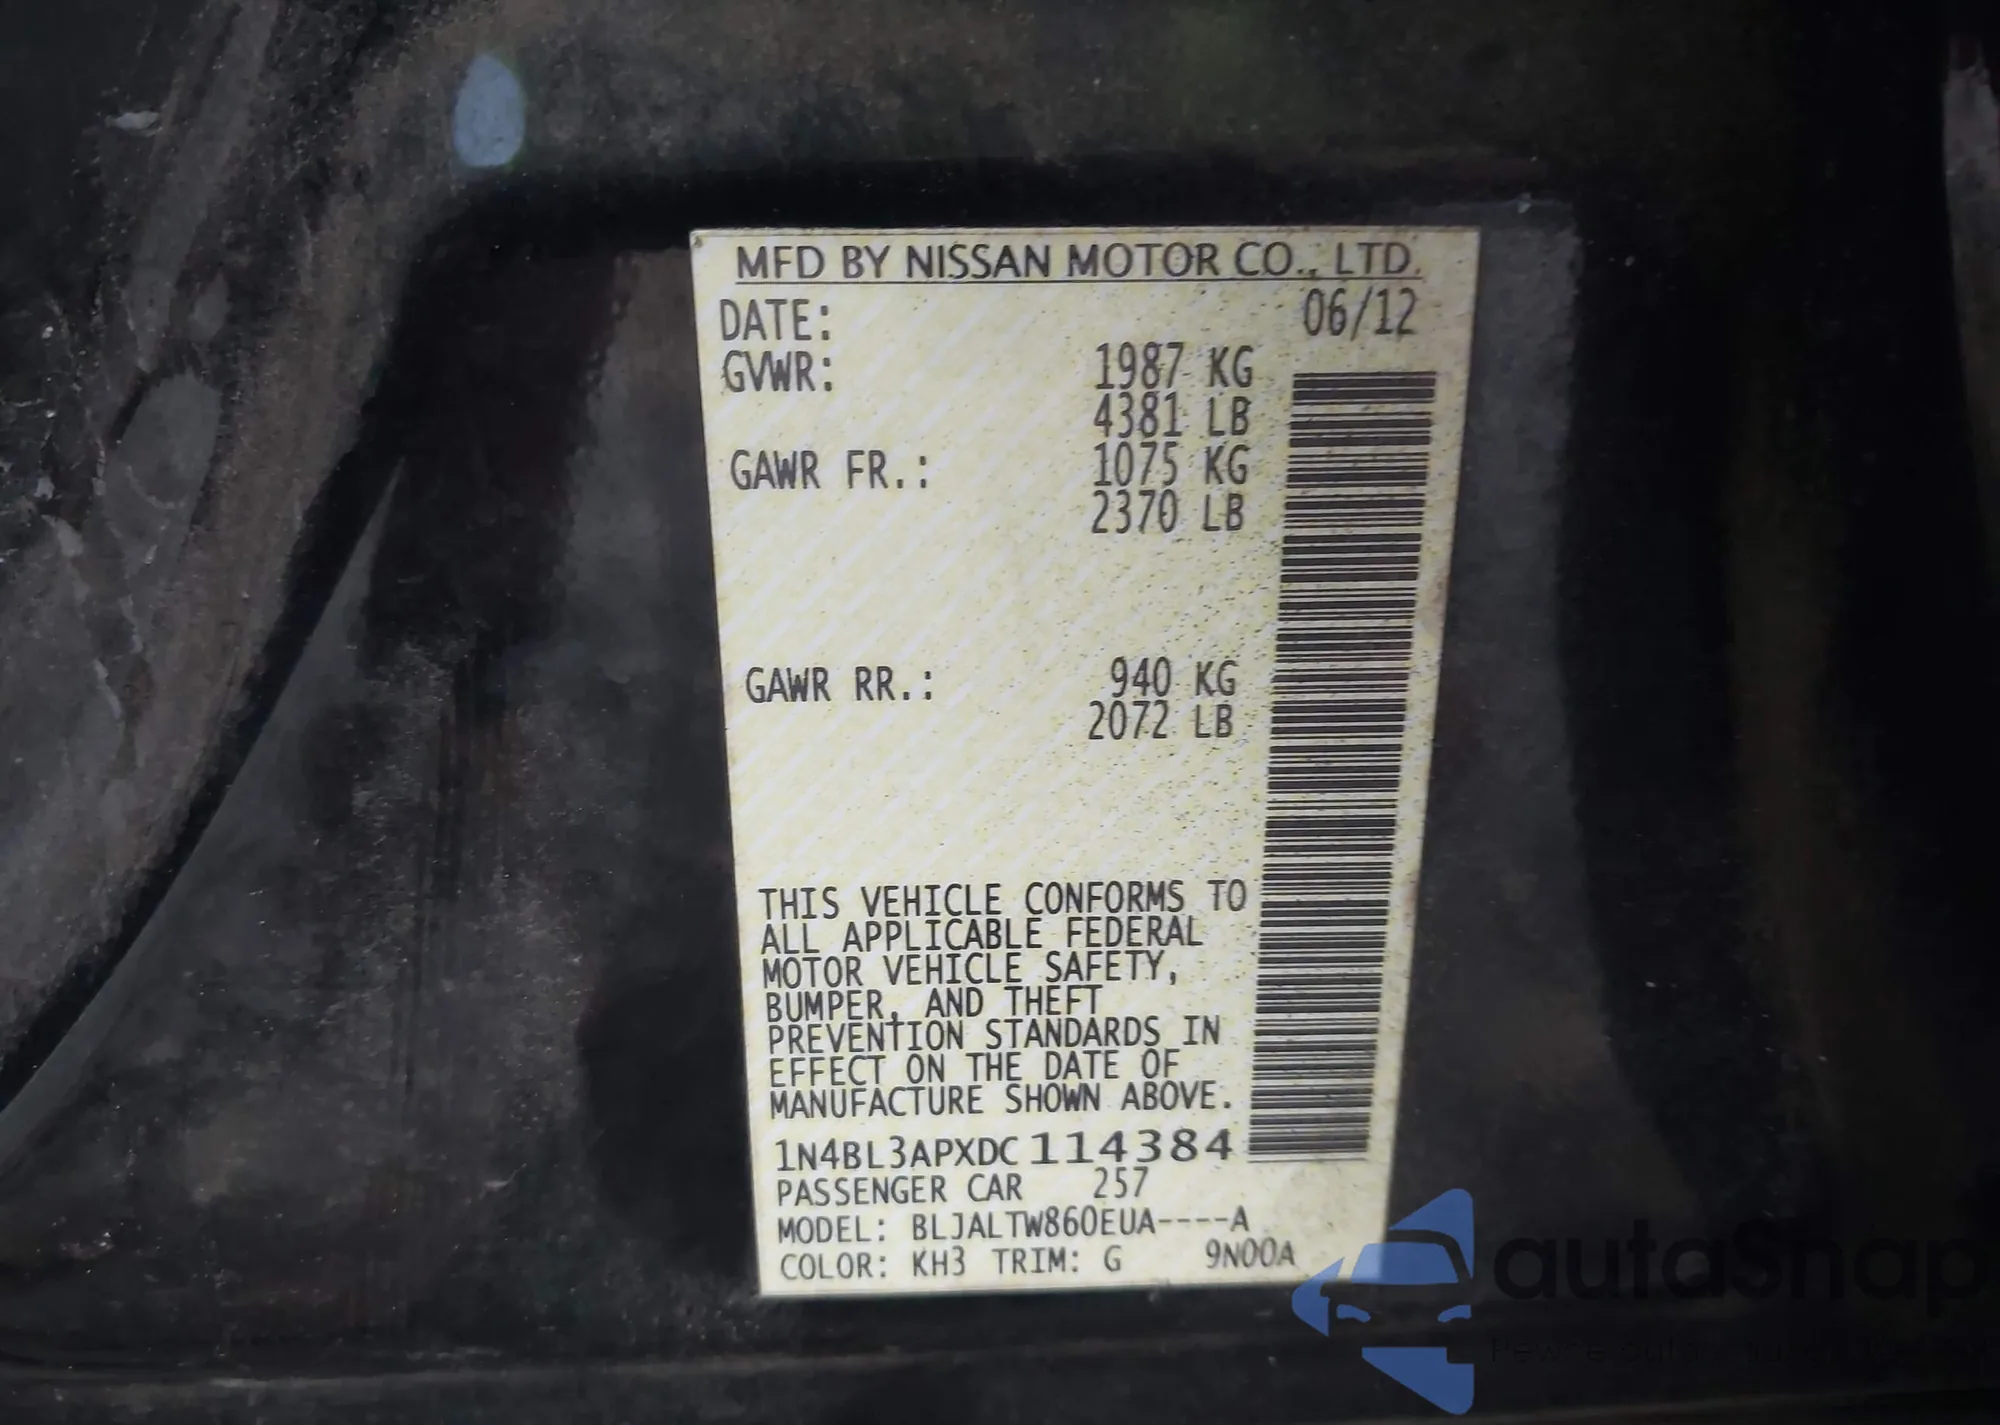 MFD BY NISSAN MOTOR CO., LTD.
DATE: 06/12
GVWR: 1987 KG
4381 LB
GAWR FR.: 1075 KG
2370 LB
GAWR RR.: 940 KG
2072 LB
THIS VEHICLE CONFORMS TO
ALL APPLICABLE FEDERAL
MOTOR VEHICLE SAFETY,
BUMPER, AND THEFT
PREVENTION STANDARDS IN
EFFECT ON THE DATE OF
MANUFACTURE SHOWN ABOVE.
1N4BL3APXDC114384
PASSENGER CAR 257
MODEL: BLJALTW860EUA----A
COLOR: KH3 TRIM: G 9N00A
autoSnap